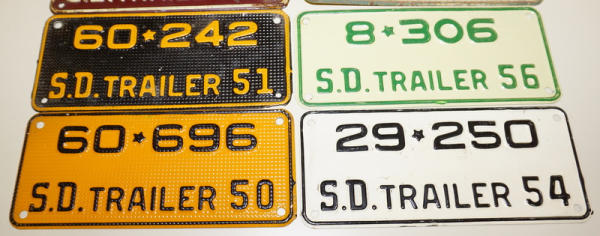 60★242
S.D. TRAILER 51
8★306
S.D. TRAILER 56
60★696
S.D. TRAILER 50
29★250
S.D. TRAILER 54